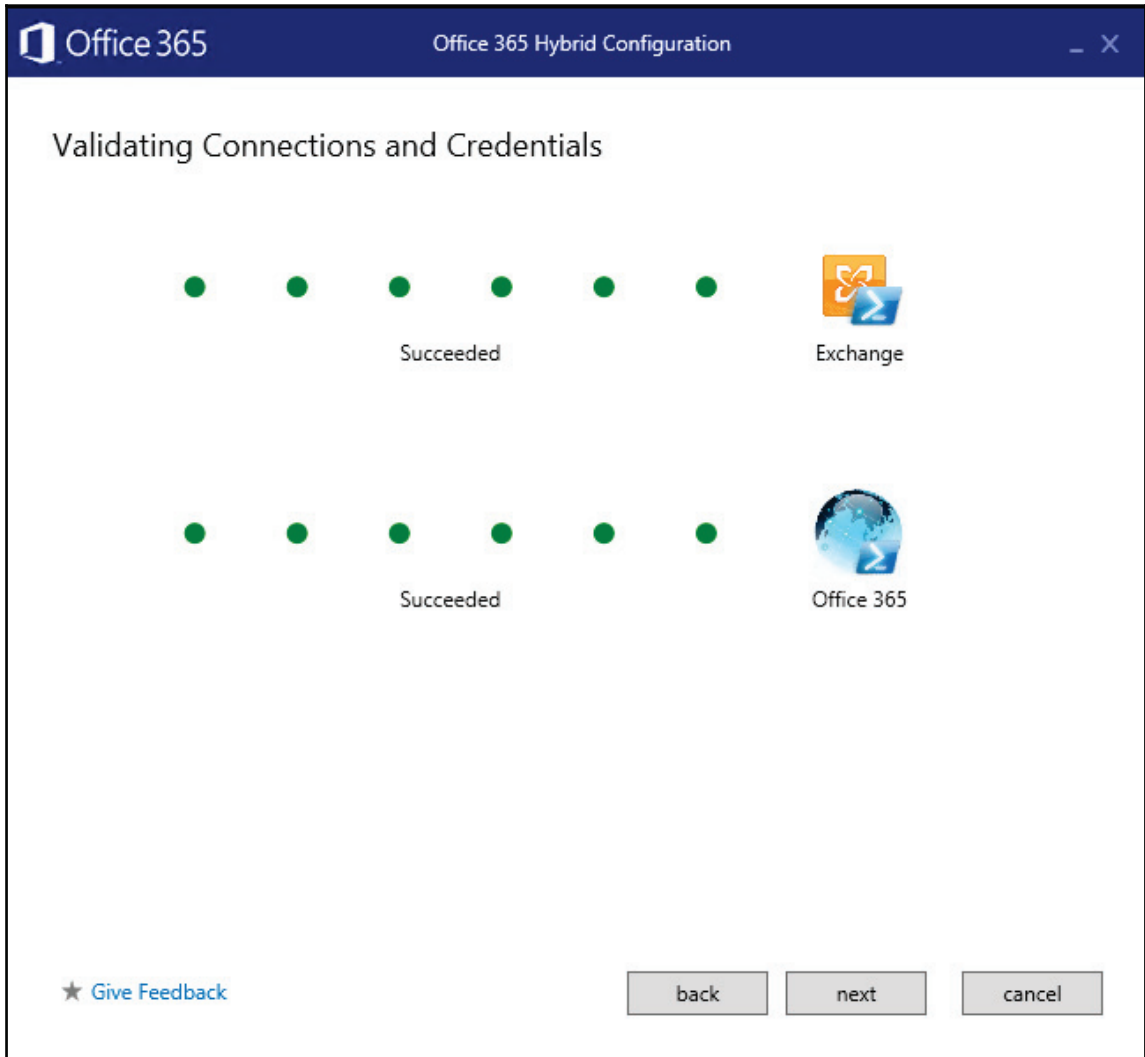 Office 365
Office 365 Hybrid Configuration
Validating Connections and Credentials
Succeeded
Exchange
Succeeded
Office 365
Give Feedback
back
next
cancel